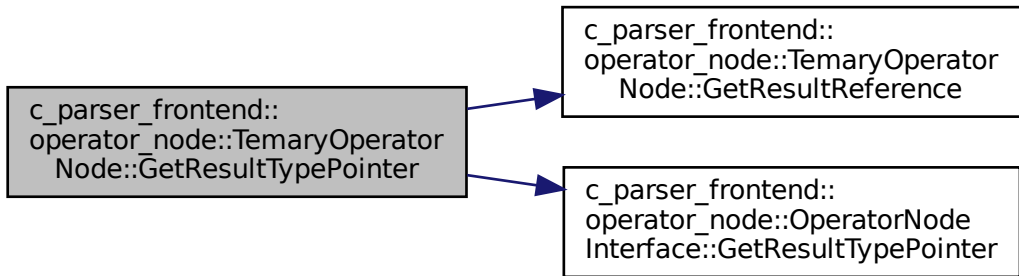 c_parser_frontend::
operator_node::TemaryOperator
Node::GetResultTypePointer
c_parser_frontend::
operator_node::TemaryOperator
Node::GetResultReference
c_parser_frontend::
operator_node::OperatorNode
Interface::GetResultTypePointer